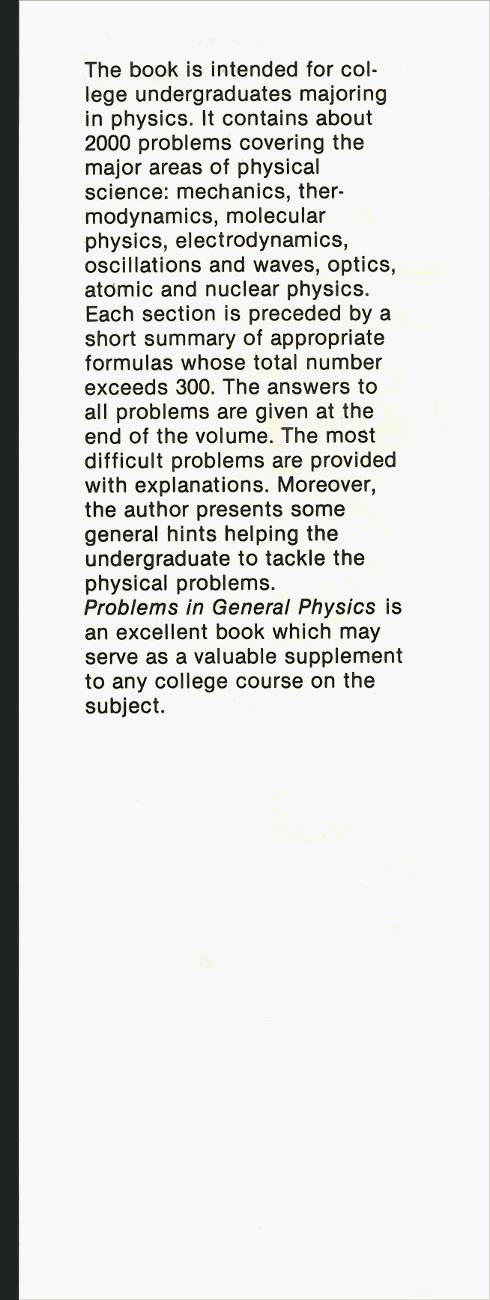 The book is intended for col-
lege undergraduates majoring
in physics. It contains about
2000 problems covering the
major areas of physical
science: mechanics, ther-
modynamics, molecular
physics, electrodynamics,
oscillations and waves, optics,
atomic and nuclear physics.
Each section is preceded by a
short summary of appropriate
formulas whose total number
exceeds 300. The answers to
all problems are given at the
end of the volume. The most
difficult problems are provided
with explanations. Moreover,
the author presents some
general hints helping the
undergraduate to tackle the
physical problems.
Problems in General Physics is
an excellent book which may
serve as a valuable supplement
to any college course on the
subject.